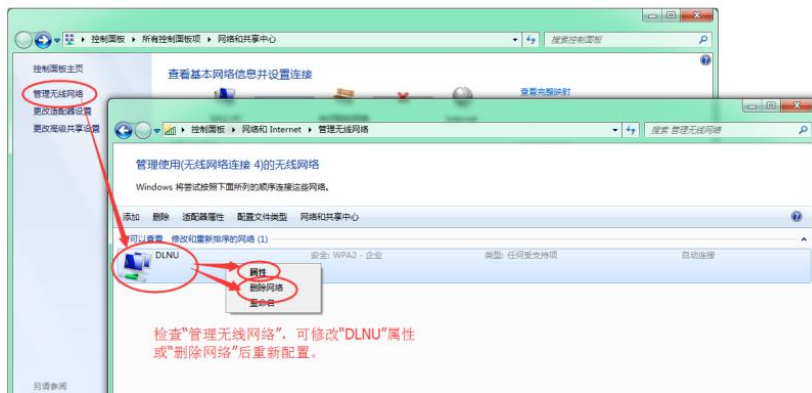 控制面板 ▸ 所有控制面板项 ▸ 网络和共享中心
搜索控制面板
控制面板主页
管理无线网络
更改适配器设置
更改高级共享设置
查看基本网络信息并设置连接
查看完整映射
控制面板 ▸ 网络和 Internet ▸ 管理无线网络
搜索 管理无线网络
管理使用(无线网络连接 4)的无线网络
Windows 将尝试按照下面所列的顺序连接这些网络。
添加 删除 适配器属性 配置文件类型 网络和共享中心
可以查看、修改和重新排序的网络 (1)
DLNU 安全: WPA2 - 企业 类型: 任何受支持项 自动连接
属性
删除网络
重命名
检查“管理无线网络”，可修改“DLNU”属性
或“删除网络”后重新配置。
另请参阅